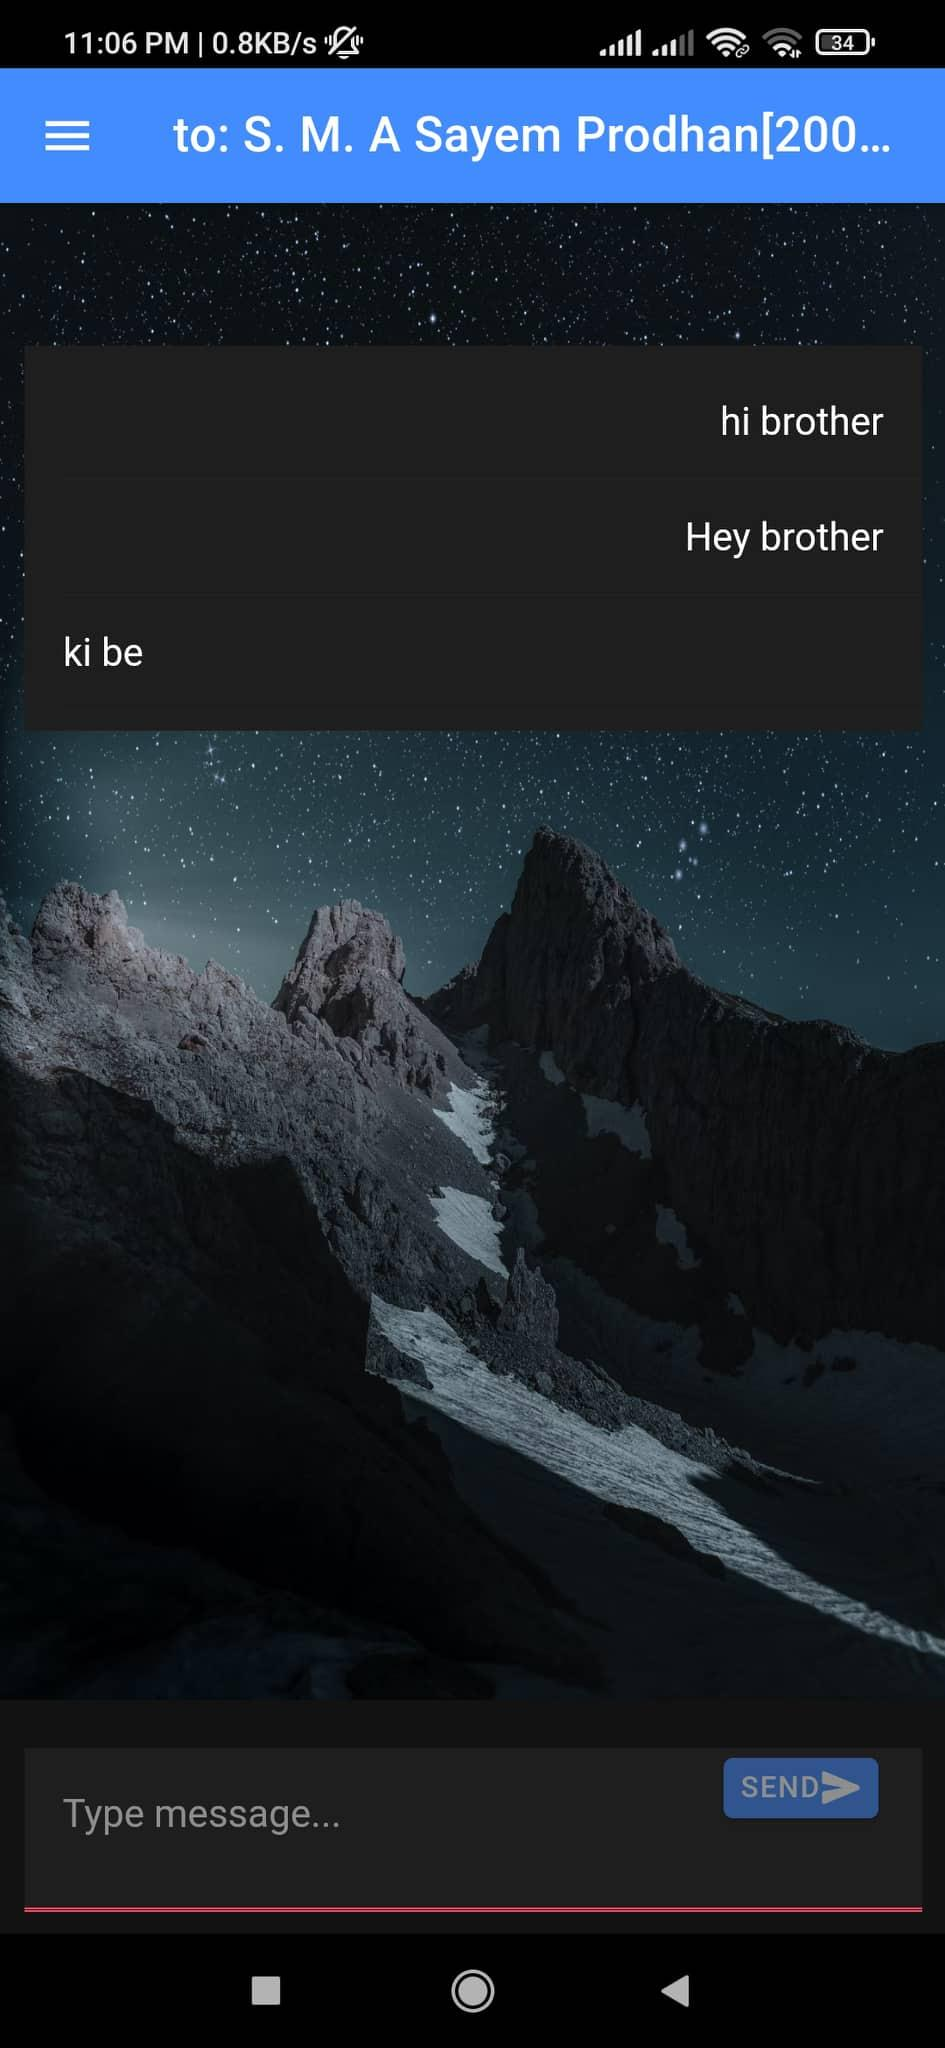 11:06 PM | 0.8KB/s
34
to: S. M. A Sayem Prodhan[200...
hi brother
Hey brother
ki be
Type message...
SEND